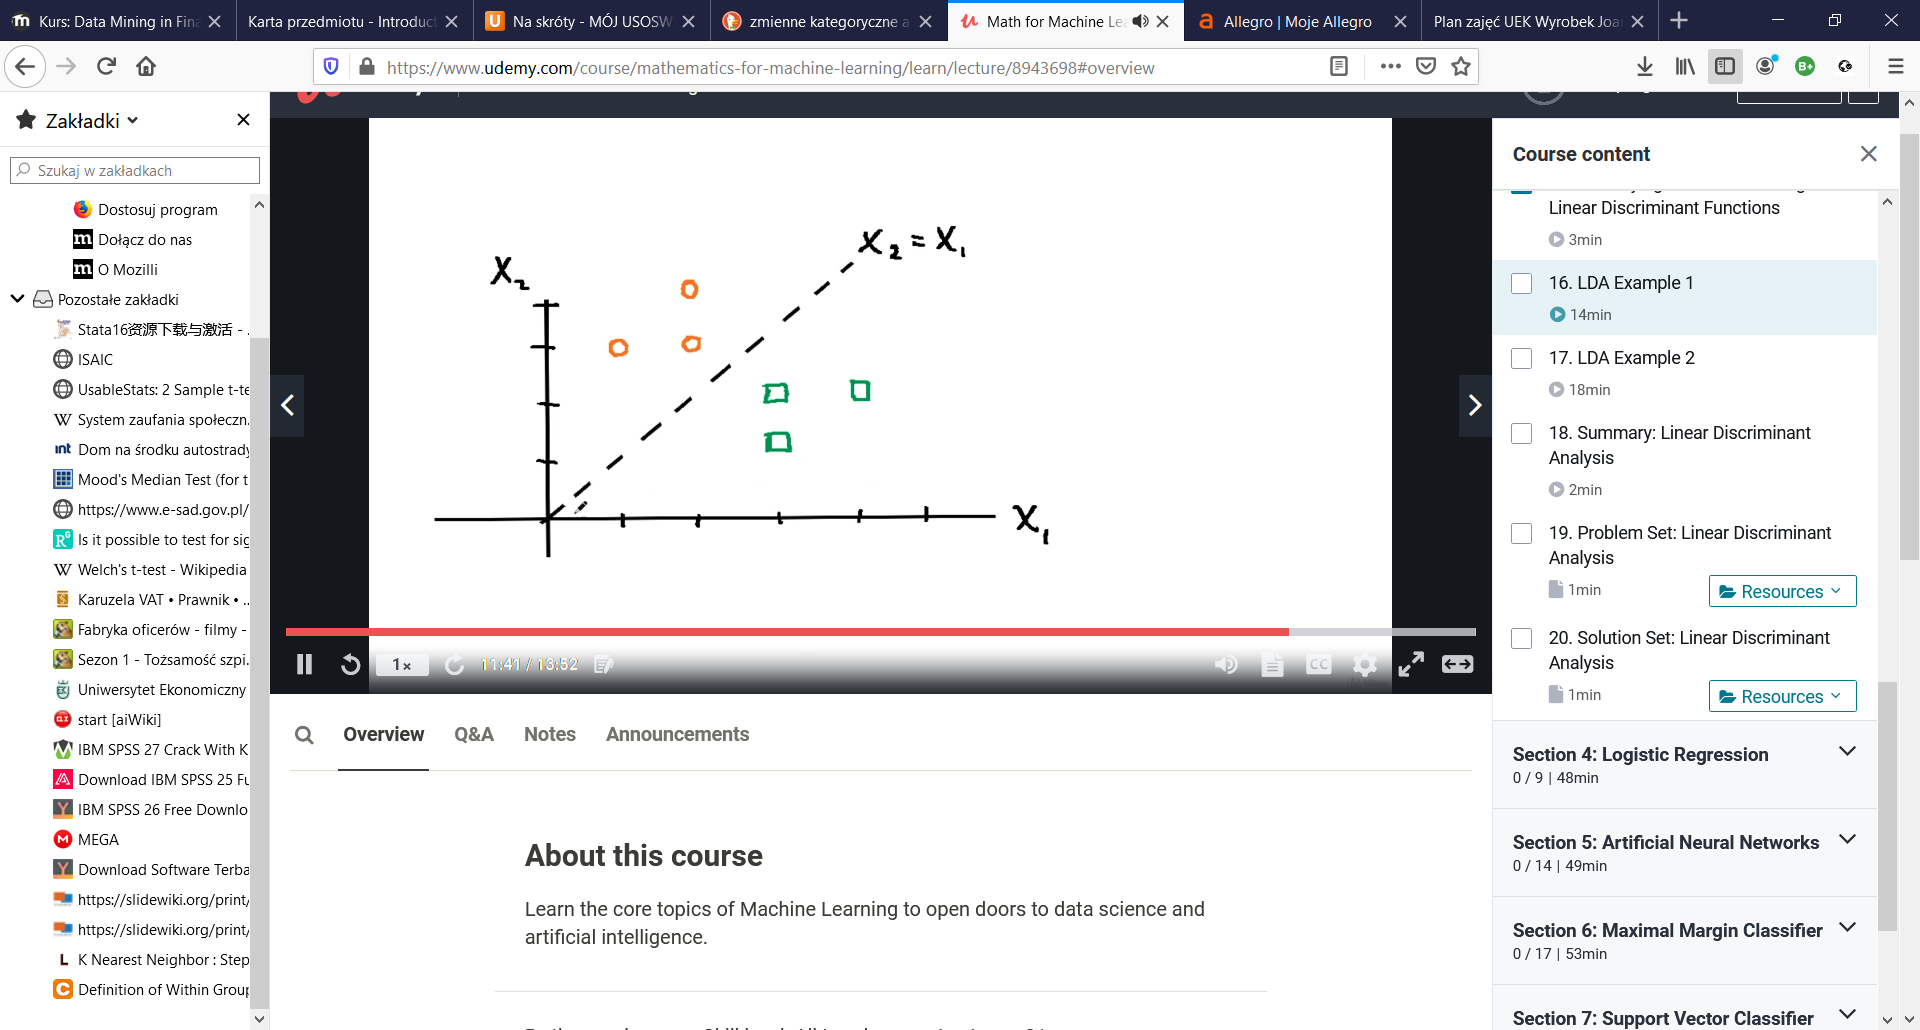 Kurs: Data Mining in Fina
Karta przedmiotu - Introduct
Na skróty - MÓJ USOSW
zmienne kategoryczne a
Math for Machine Le
Allegro | Moje Allegro
Plan zajęć UEK Wyrobek Joa
https://www.udemy.com/course/mathematics-for-machine-learning/learn/lecture/8943698#overview
Zakładki
Szukaj w zakładkach
Dostosuj program
Dołącz do nas
O Mozilli
Pozostałe zakładki
Stata16资源下载与激活 - .
ISAIC
UsableStats: 2 Sample t-te
System zaufania społeczn.
Dom na środku autostrady
Mood's Median Test (for t
https://www.e-sad.gov.pl/
Is it possible to test for sig
Welch's t-test - Wikipedia
Karuzela VAT • Prawnik • ..
Fabryka oficerów - filmy -
Sezon 1 - Tożsamość szpi.
Uniwersytet Ekonomiczny
start [aiWiki]
IBM SPSS 27 Crack With K
Download IBM SPSS 25 Fu
IBM SPSS 26 Free Downlo
MEGA
Download Software Terba
https://slidewiki.org/print/
https://slidewiki.org/print/
K Nearest Neighbor : Step
Definition of Within Group
X₂
X₂ = X₁
X₁
1x
11:41 / 13:52
CC
Overview
Q&A
Notes
Announcements
About this course
Learn the core topics of Machine Learning to open doors to data science and
artificial intelligence.
Course content
Linear Discriminant Functions
3min
16. LDA Example 1
14min
17. LDA Example 2
18min
18. Summary: Linear Discriminant
Analysis
2min
19. Problem Set: Linear Discriminant
Analysis
1min
Resources
20. Solution Set: Linear Discriminant
Analysis
1min
Resources
Section 4: Logistic Regression
0 / 9 | 48min
Section 5: Artificial Neural Networks
0 / 14 | 49min
Section 6: Maximal Margin Classifier
0 / 17 | 53min
Section 7: Support Vector Classifier